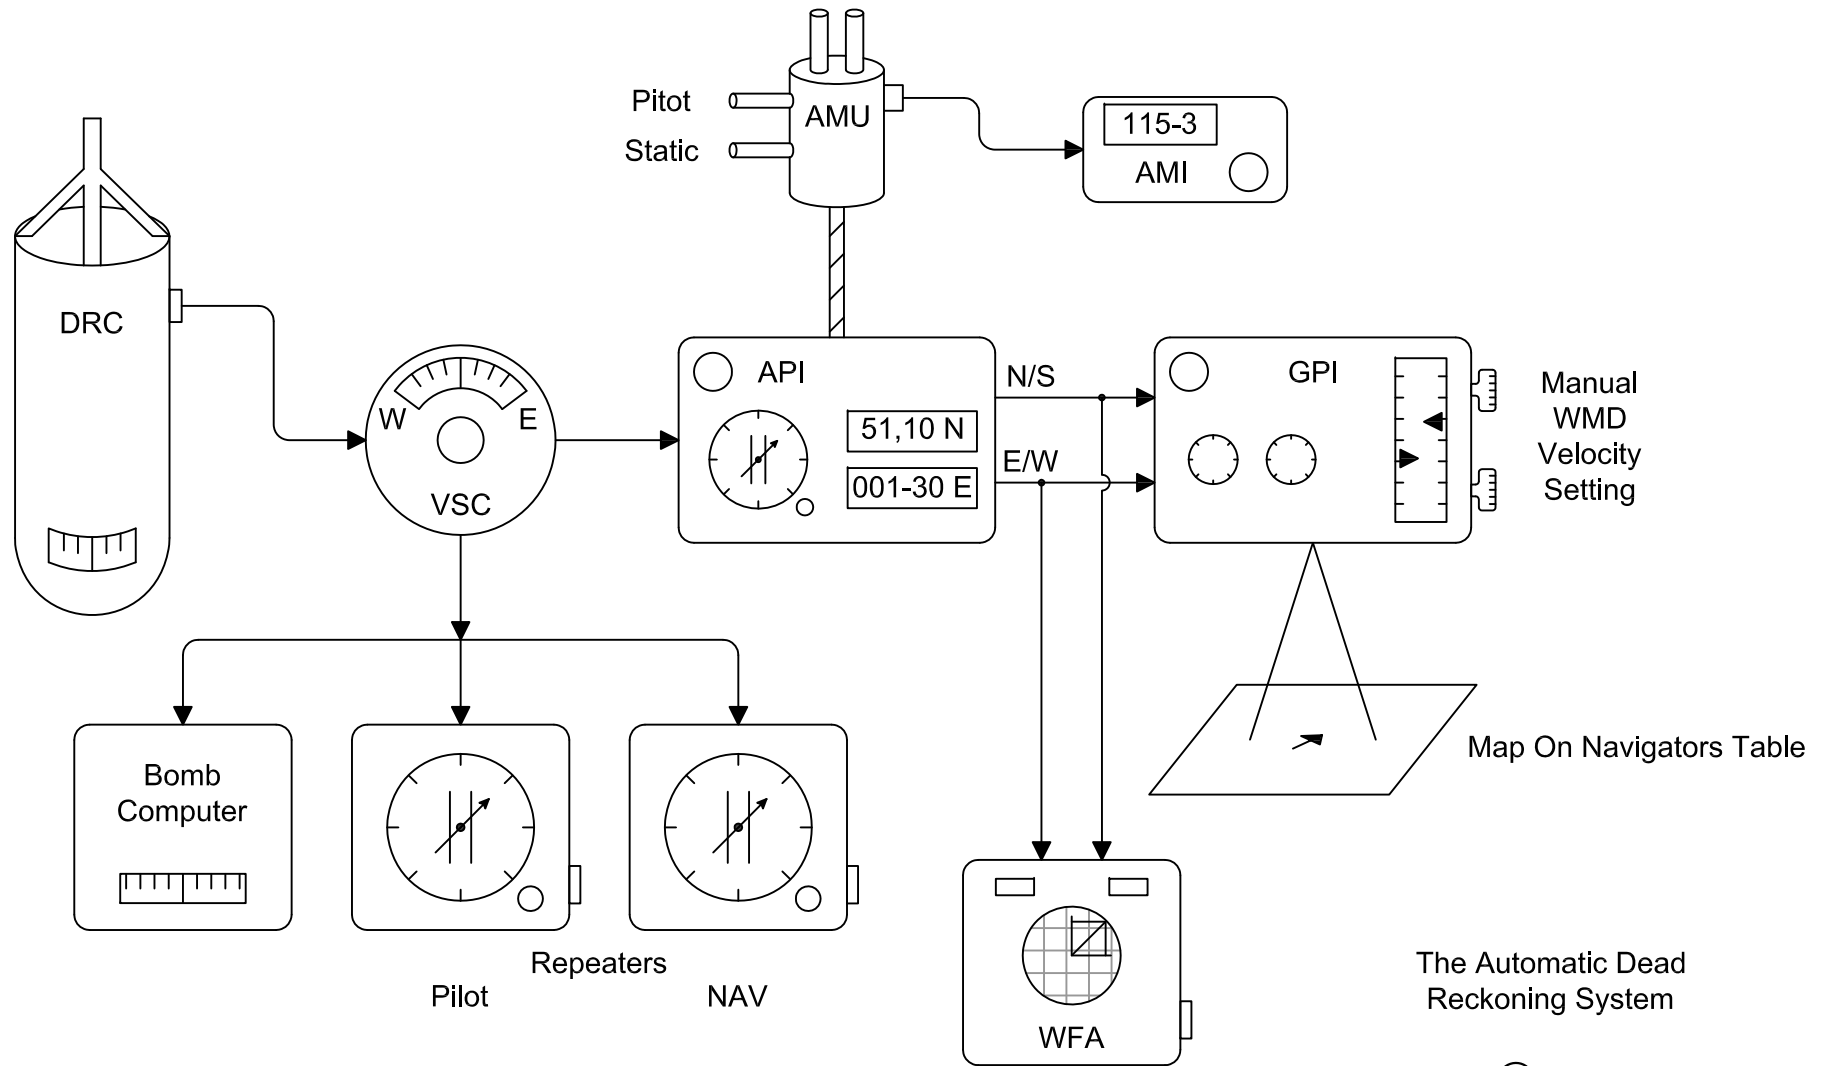 Pitot
Static
AMU
115-3
AMI
DRC
W
E
VSC
API
51,10 N
001-30 E
N/S
E/W
GPI
Manual
WMD
Velocity
Setting
Bomb
Computer
Map On Navigators Table
Repeaters
Pilot
NAV
WFA
The Automatic Dead
Reckoning System